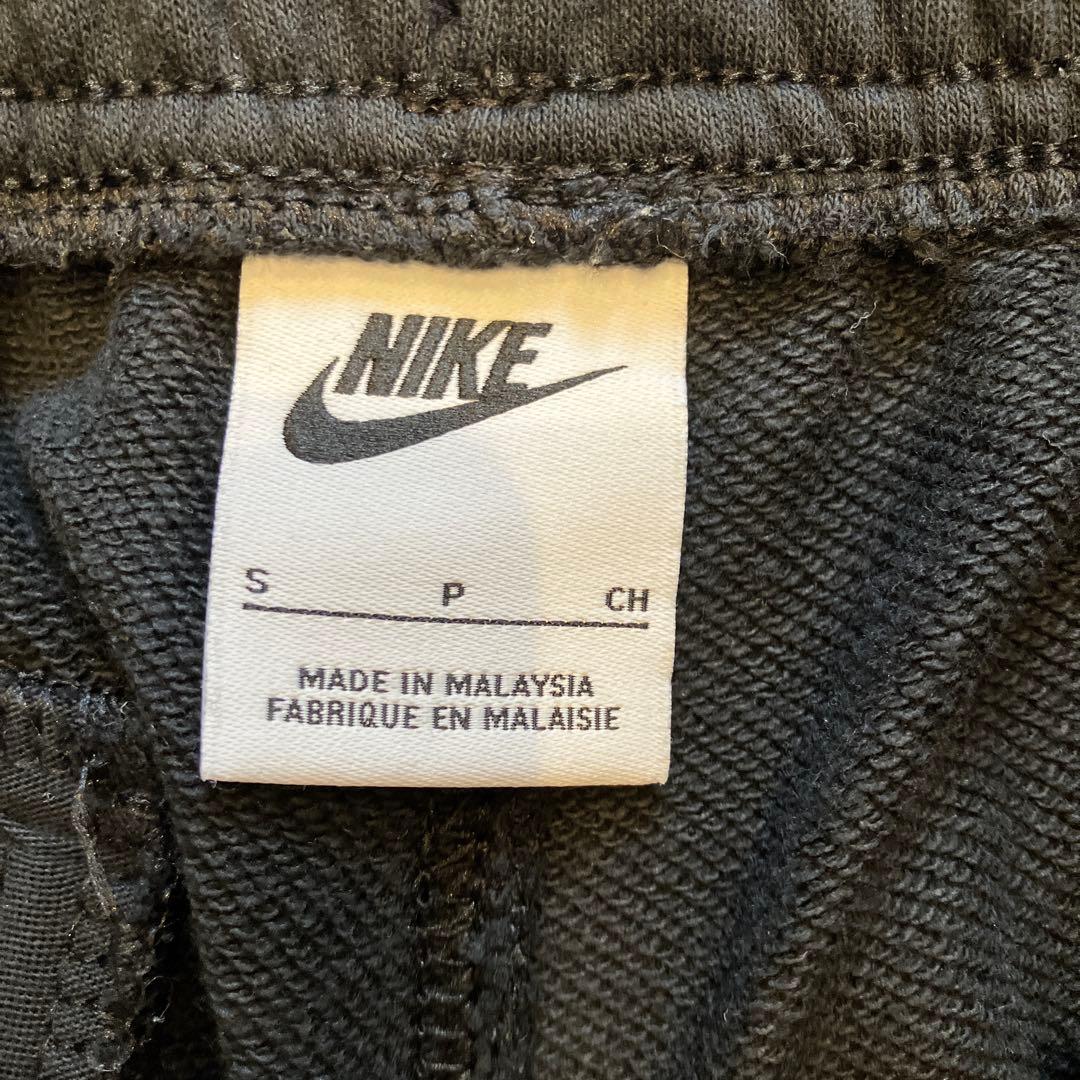 NIKE
S P CH
MADE IN MALAYSIA
FABRIQUE EN MALAISIE